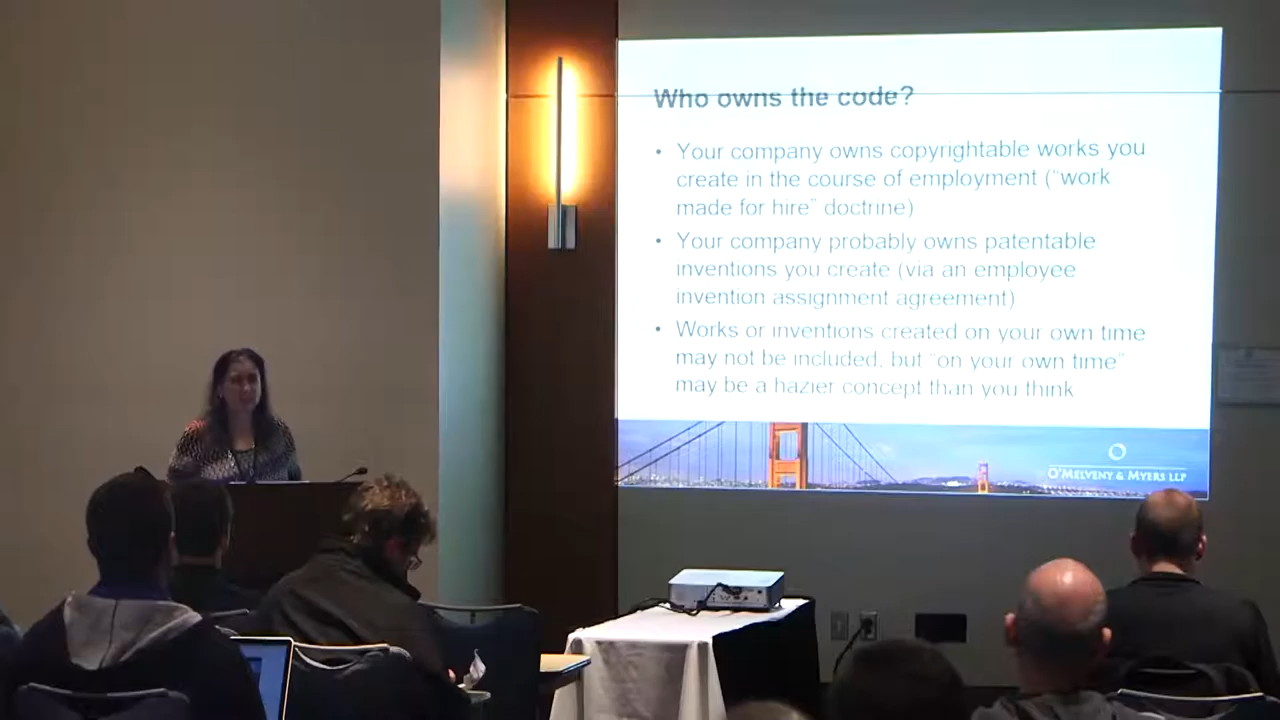 Who owns the code?
• Your company owns copyrightable works you
create in the course of employment ("work
made for hire" doctrine)
• Your company probably owns patentable
inventions you create (via an employee
invention assignment agreement)
• Works or inventions created on your own time
may not be included, but "on your own time"
may be a hazier concept than you think
O'MELVENY & MYERS LLP